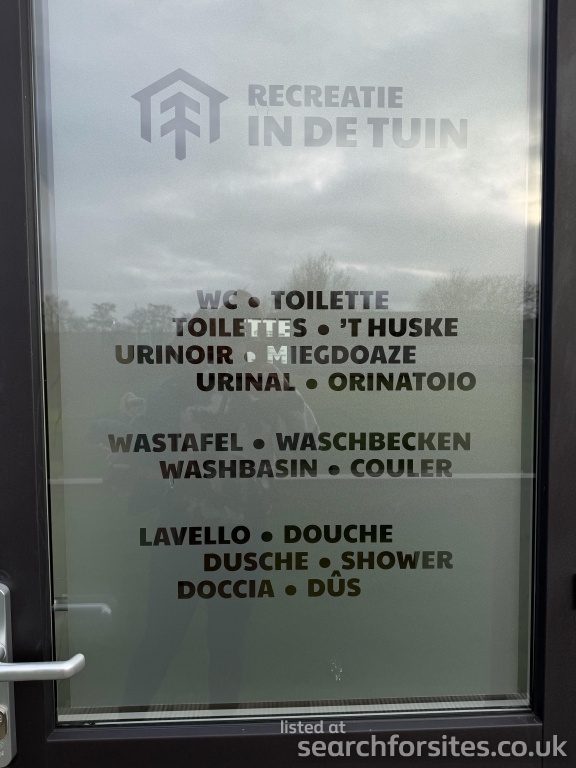 RECREATIE
IN DE TUIN
WC • TOILETTE
TOILETTES • 'T HUSKE
URINOIR • MIEGDOAZE
URINAL • ORINATOIO
WASTAFEL • WASCHBECKEN
WASHBASIN • COULER
LAVELLO • DOUCHE
DUSCHE • SHOWER
DOCCIA • DÛS
listed at
searchforsites.co.uk